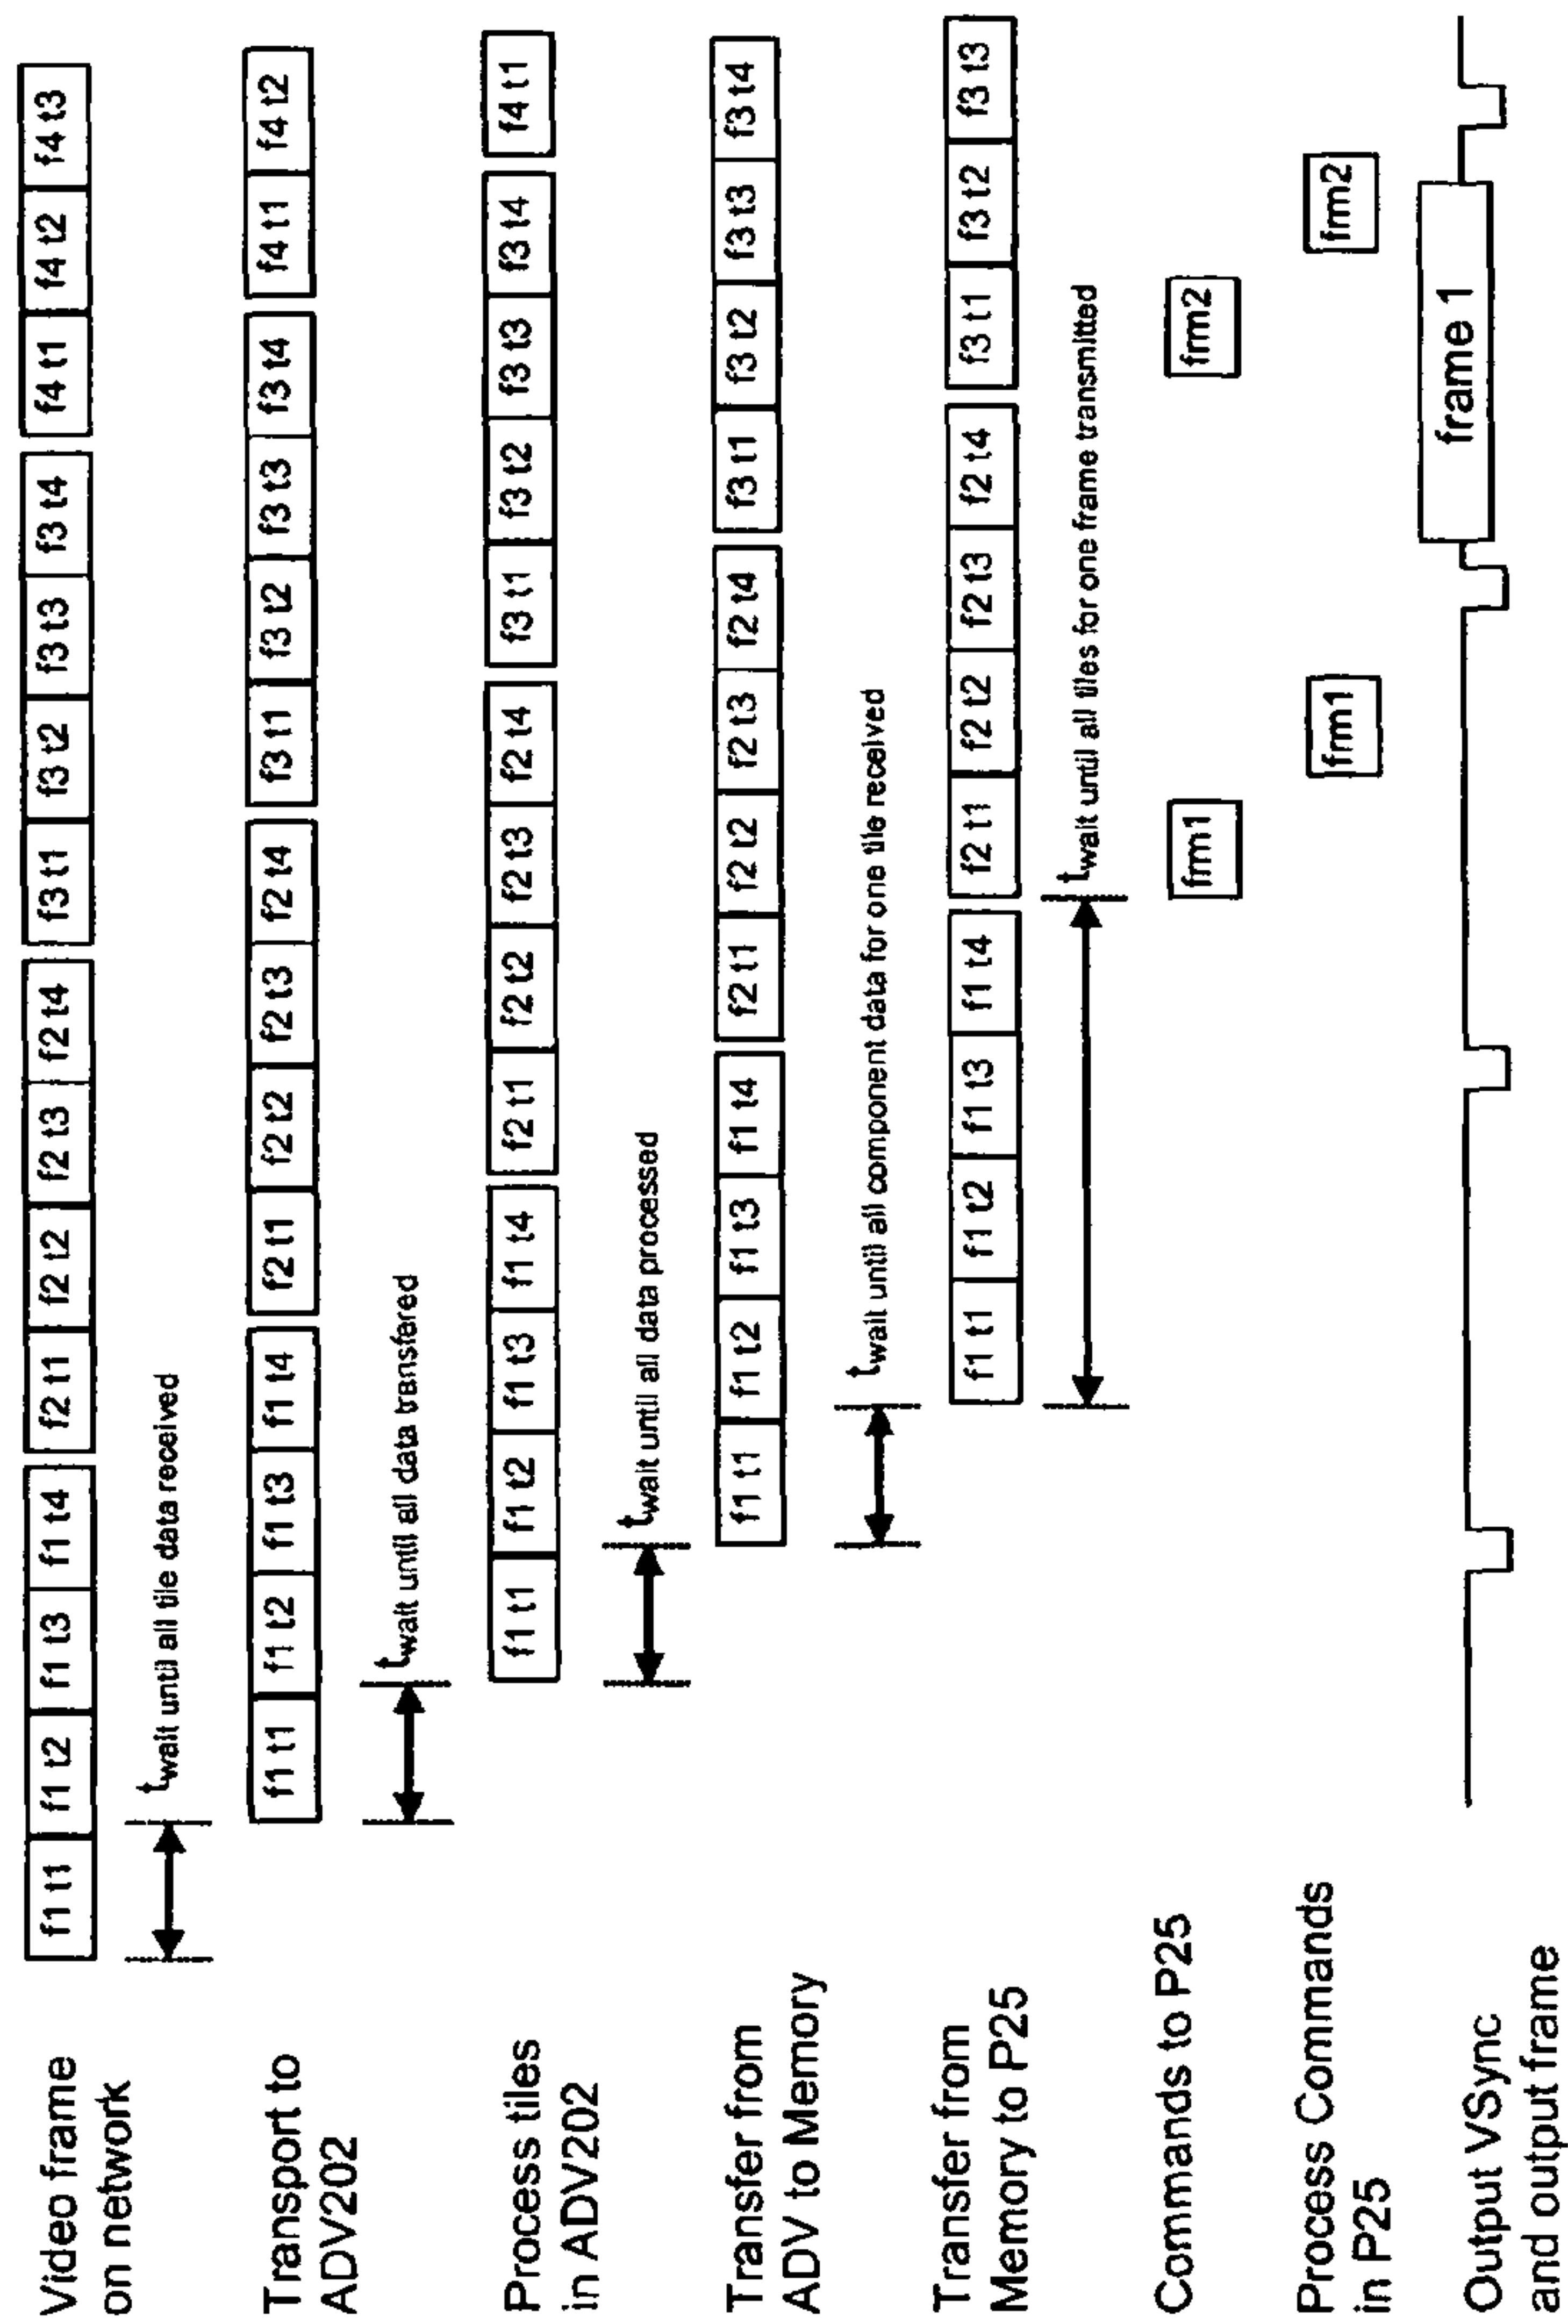 Video frame
on network
f1 t1 f1 t2 f1 t3 f1 t4 f2 t1 f2 t2 f2 t3 f2 t4 f3 t1 f3 t2 f3 t3 f3 t4 f4 t1 f4 t2 f4 t3
twait until all tile data received
Transport to
ADV202
f1 t1 f1 t2 f1 t3 f1 t4 f2 t1 f2 t2 f2 t3 f2 t4 f3 t1 f3 t2 f3 t3 f3 t4 f4 t1 f4 t2
twait until all data transfered
Process tiles
in ADV202
f1 t1 f1 t2 f1 t3 f1 t4 f2 t1 f2 t2 f2 t3 f2 t4 f3 t1 f3 t2 f3 t3 f3 t4 f4 t1
twait until all data processed
Transfer from
ADV to Memory
f1 t1 f1 t2 f1 t3 f1 t4 f2 t1 f2 t2 f2 t3 f2 t4 f3 t1 f3 t2 f3 t3 f3 t4
twait until all component data for one tile received
Transfer from
Memory to P25
f1 t1 f1 t2 f1 t3 f1 t4 f2 t1 f2 t2 f2 t3 f2 t4 f3 t1 f3 t2 f3 t3
twait until all tiles for one frame transmitted
Commands to P25
frm1 frm2
Process Commands
in P25
frm1 frm2
Output VSync
and output frame
frame 1